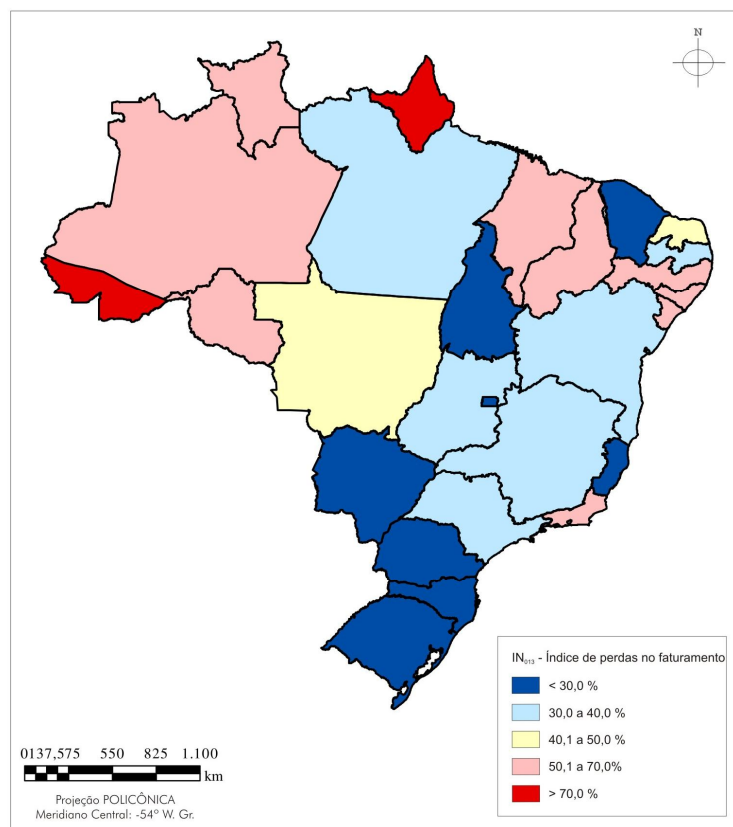 N
IN013 - Índice de perdas no faturamento
< 30,0 %
30,0 a 40,0 %
40,1 a 50,0 %
50,1 a 70,0%
> 70,0 %
0137,575 550 825 1.100
km
Projeção POLICÔNICA
Meridiano Central: -54º W. Gr.